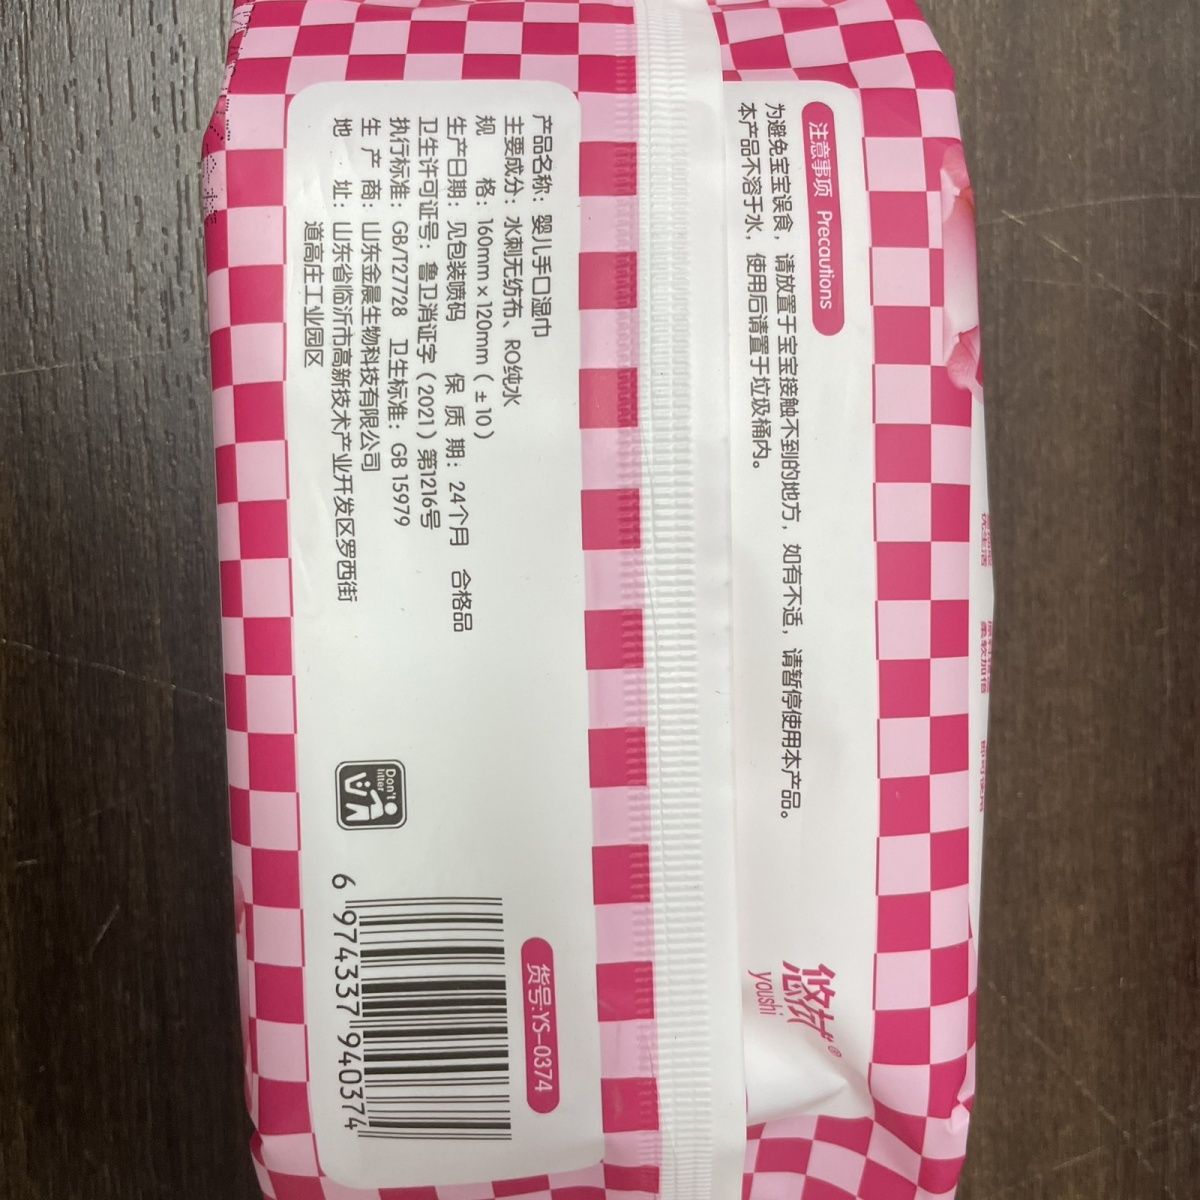 注意事项 Precautions
为避免宝宝误食，请放置于宝宝接触不到的地方，如有不适，请暂停使用本产品。
本产品不溶于水，使用后请置于垃圾桶内。
youshi
®
产品名称：婴儿手口湿巾
主要成分：水刺无纺布、RO纯水
规 格：160mm×120mm（±10）
生产日期：见包装喷码 保 质 期：24个月 合格品
卫生许可证号：鲁卫消证字（2021）第1216号
执行标准：GB/T27728 卫生标准：GB 15979
生 产 商：山东金晨生物科技有限公司
地 址：山东省临沂市高新技术产业开发区罗西街
道高庄工业园区
Don't
litter
货号:YS-0374
6 974337 940374